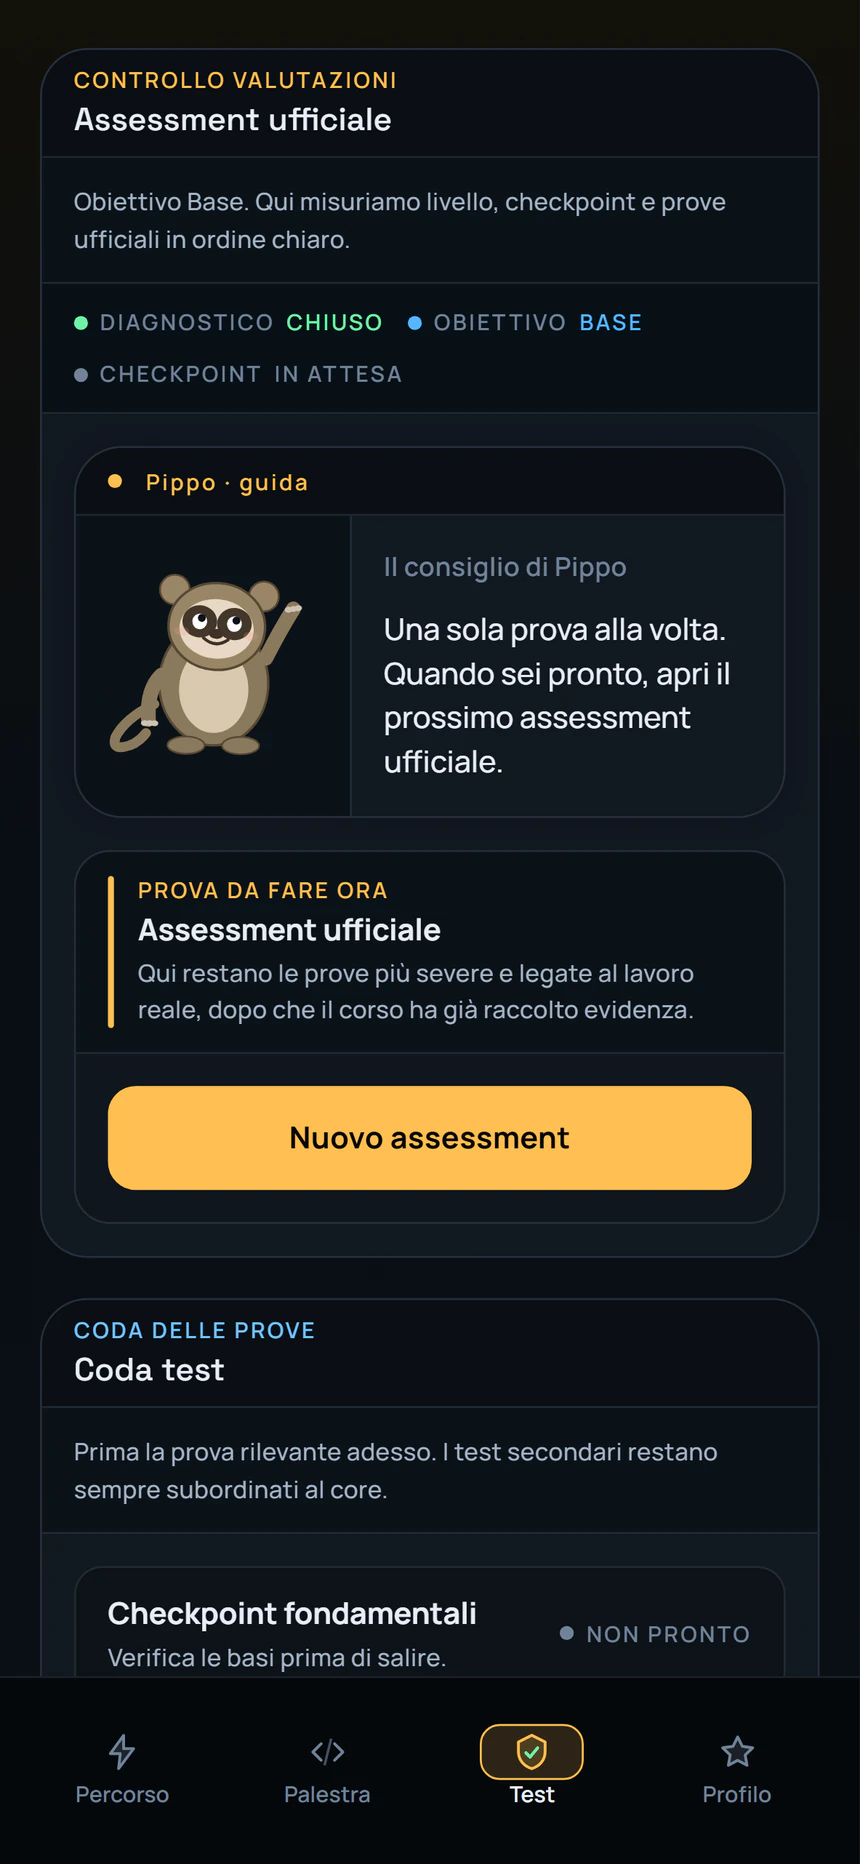 CONTROLLO VALUTAZIONI
Assessment ufficiale
Obiettivo Base. Qui misuriamo livello, checkpoint e prove
ufficiali in ordine chiaro.
DIAGNOSTICO CHIUSO OBIETTIVO BASE
CHECKPOINT IN ATTESA
Pippo · guida
Il consiglio di Pippo
Una sola prova alla volta.
Quando sei pronto, apri il
prossimo assessment
ufficiale.
PROVA DA FARE ORA
Assessment ufficiale
Qui restano le prove più severe e legate al lavoro
reale, dopo che il corso ha già raccolto evidenza.
Nuovo assessment
CODA DELLE PROVE
Coda test
Prima la prova rilevante adesso. I test secondari restano
sempre subordinati al core.
Checkpoint fondamentali
NON PRONTO
Verifica le basi prima di salire.
Percorso Palestra Test Profilo